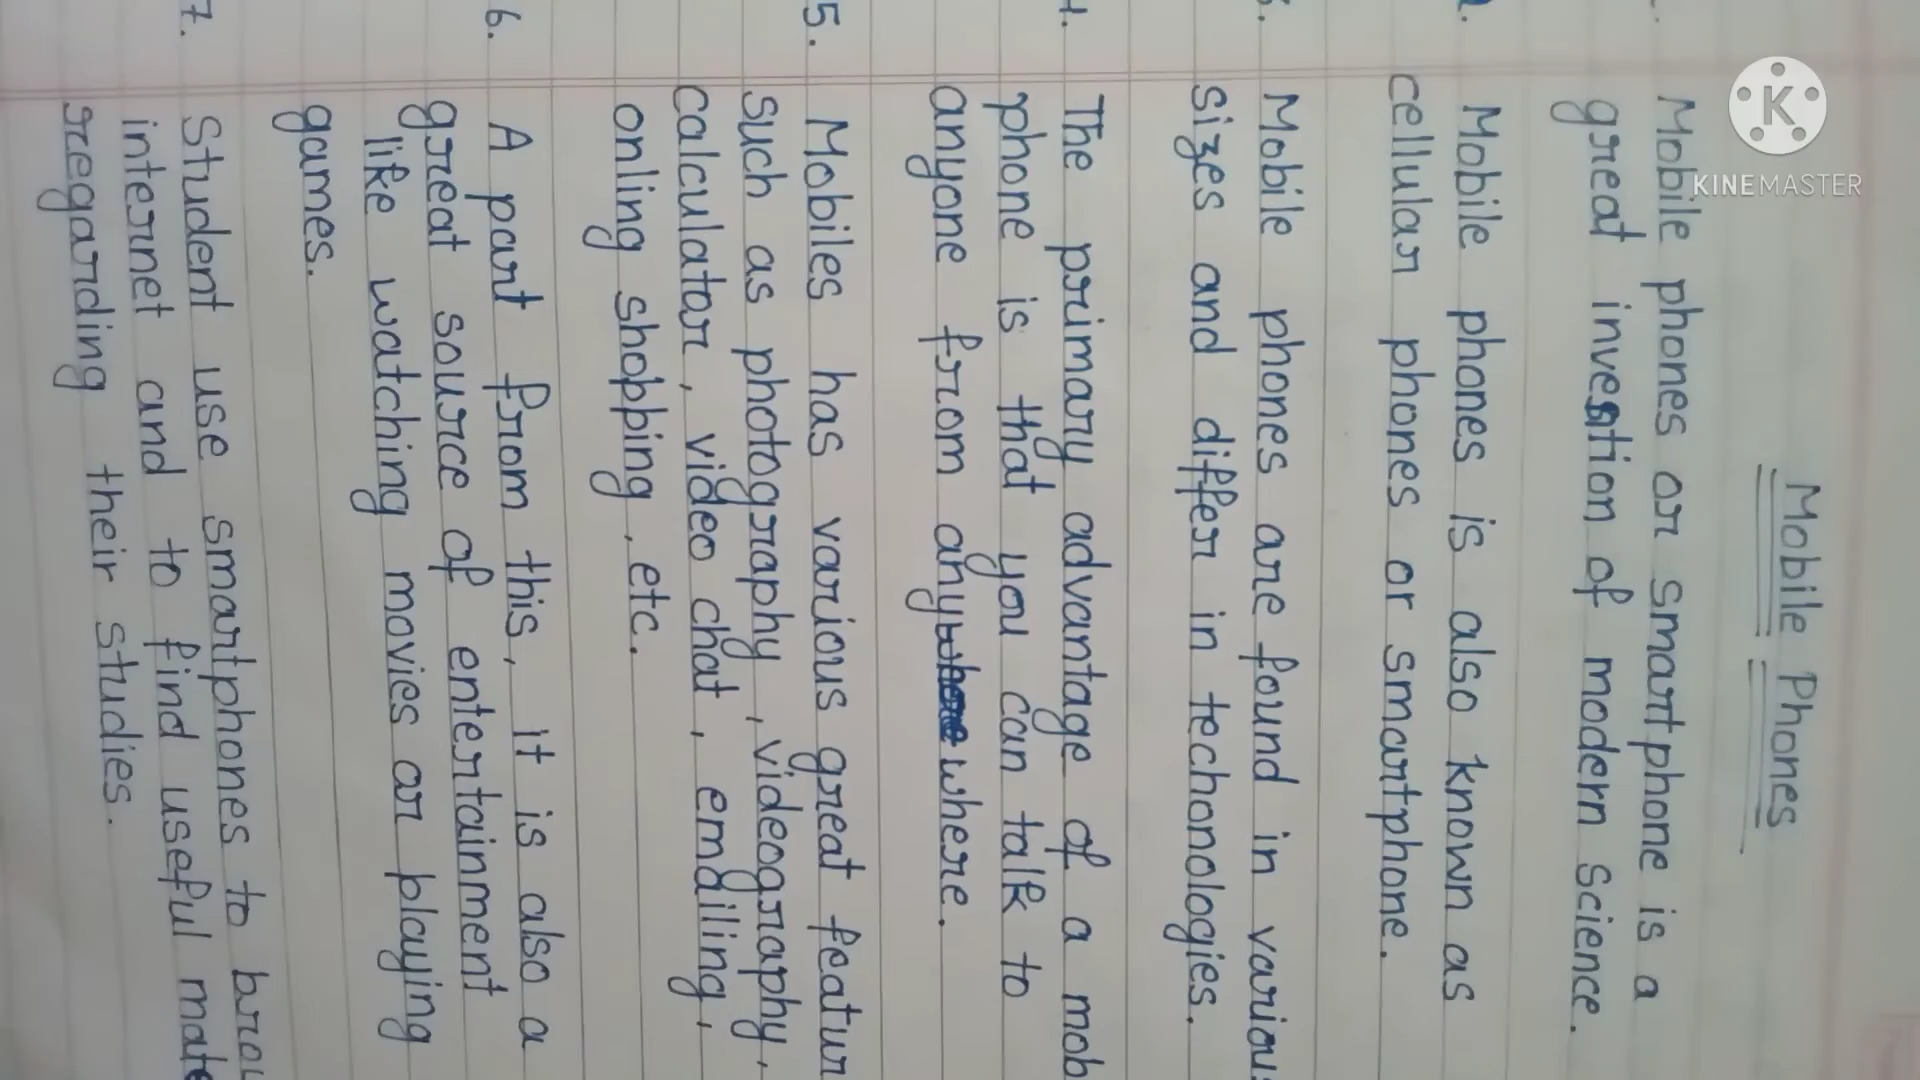 Mobile Phones
Mobile phones or smartphone is a
great invention of modern science.
Mobile phones is also known as
cellular phones or smartphone.
Mobile phones are found in various
sizes and differ in techonologies.
The primary advantage of a mob
phone is that you can talk to
anyone from anywhere.
5. Mobiles has various great featur
such as photography, videography,
calculator, video chat, emailing,
onling shopping, etc.
6. A part from this, it is also a
great source of entertainment
like watching movies or playing
games.
7. Student use smartphones to brow
internet and to find useful mate
regarding their studies.
KINEMASTER